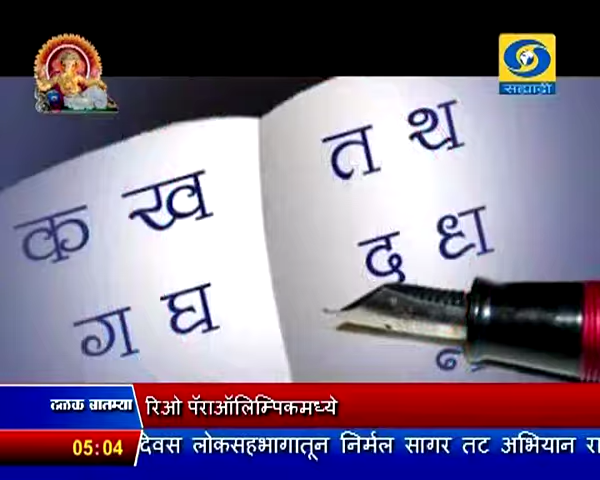 सह्याद्री
त थ
क ख
द ध
ग घ
ठळक बातम्या
रिओ पॅराऑलिम्पिकमध्ये
05:04
दिवस लोकसहभागातून निर्मल सागर तट अभियान रा